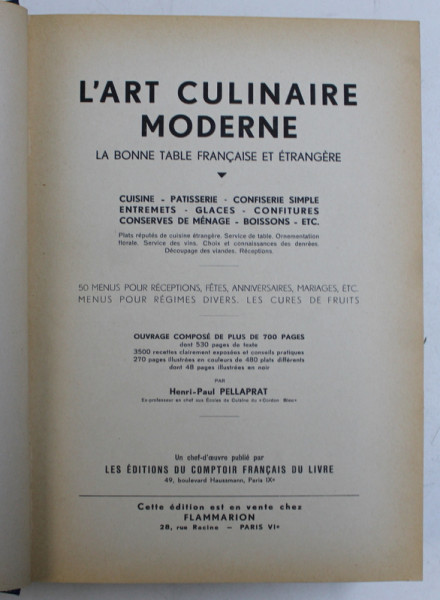 L'ART CULINAIRE
MODERNE
LA BONNE TABLE FRANÇAISE ET ÉTRANGÈRE
CUISINE - PATISSERIE - CONFISERIE SIMPLE
ENTREMETS - GLACES - CONFITURES
CONSERVES DE MÉNAGE - BOISSONS - ETC.
Plats réputés de cuisine étrangère. Service de table. Ornementation
florale. Service des vins. Choix et connaissances des denrées.
Découpage des viandes. Réceptions.
50 MENUS POUR RÉCEPTIONS, FÊTES, ANNIVERSAIRES, MARIAGES, ETC.
MENUS POUR RÉGIMES DIVERS. LES CURES DE FRUITS
OUVRAGE COMPOSÉ DE PLUS DE 700 PAGES
dont 530 pages de texte
3500 recettes clairement exposées et conseils pratiques
270 pages illustrées en couleurs de 480 plats différents
dont 48 pages illustrées en noir
PAR
Henri-Paul PELLAPRAT
Ex-professeur en chef aux Écoles de Cuisine du «Cordon Bleu»
Un chef-d'œuvre publié par
LES ÉDITIONS DU COMPTOIR FRANÇAIS DU LIVRE
49, boulevard Haussmann, Paris IXe
Cette édition est en vente chez
FLAMMARION
28, rue Racine — PARIS VIe